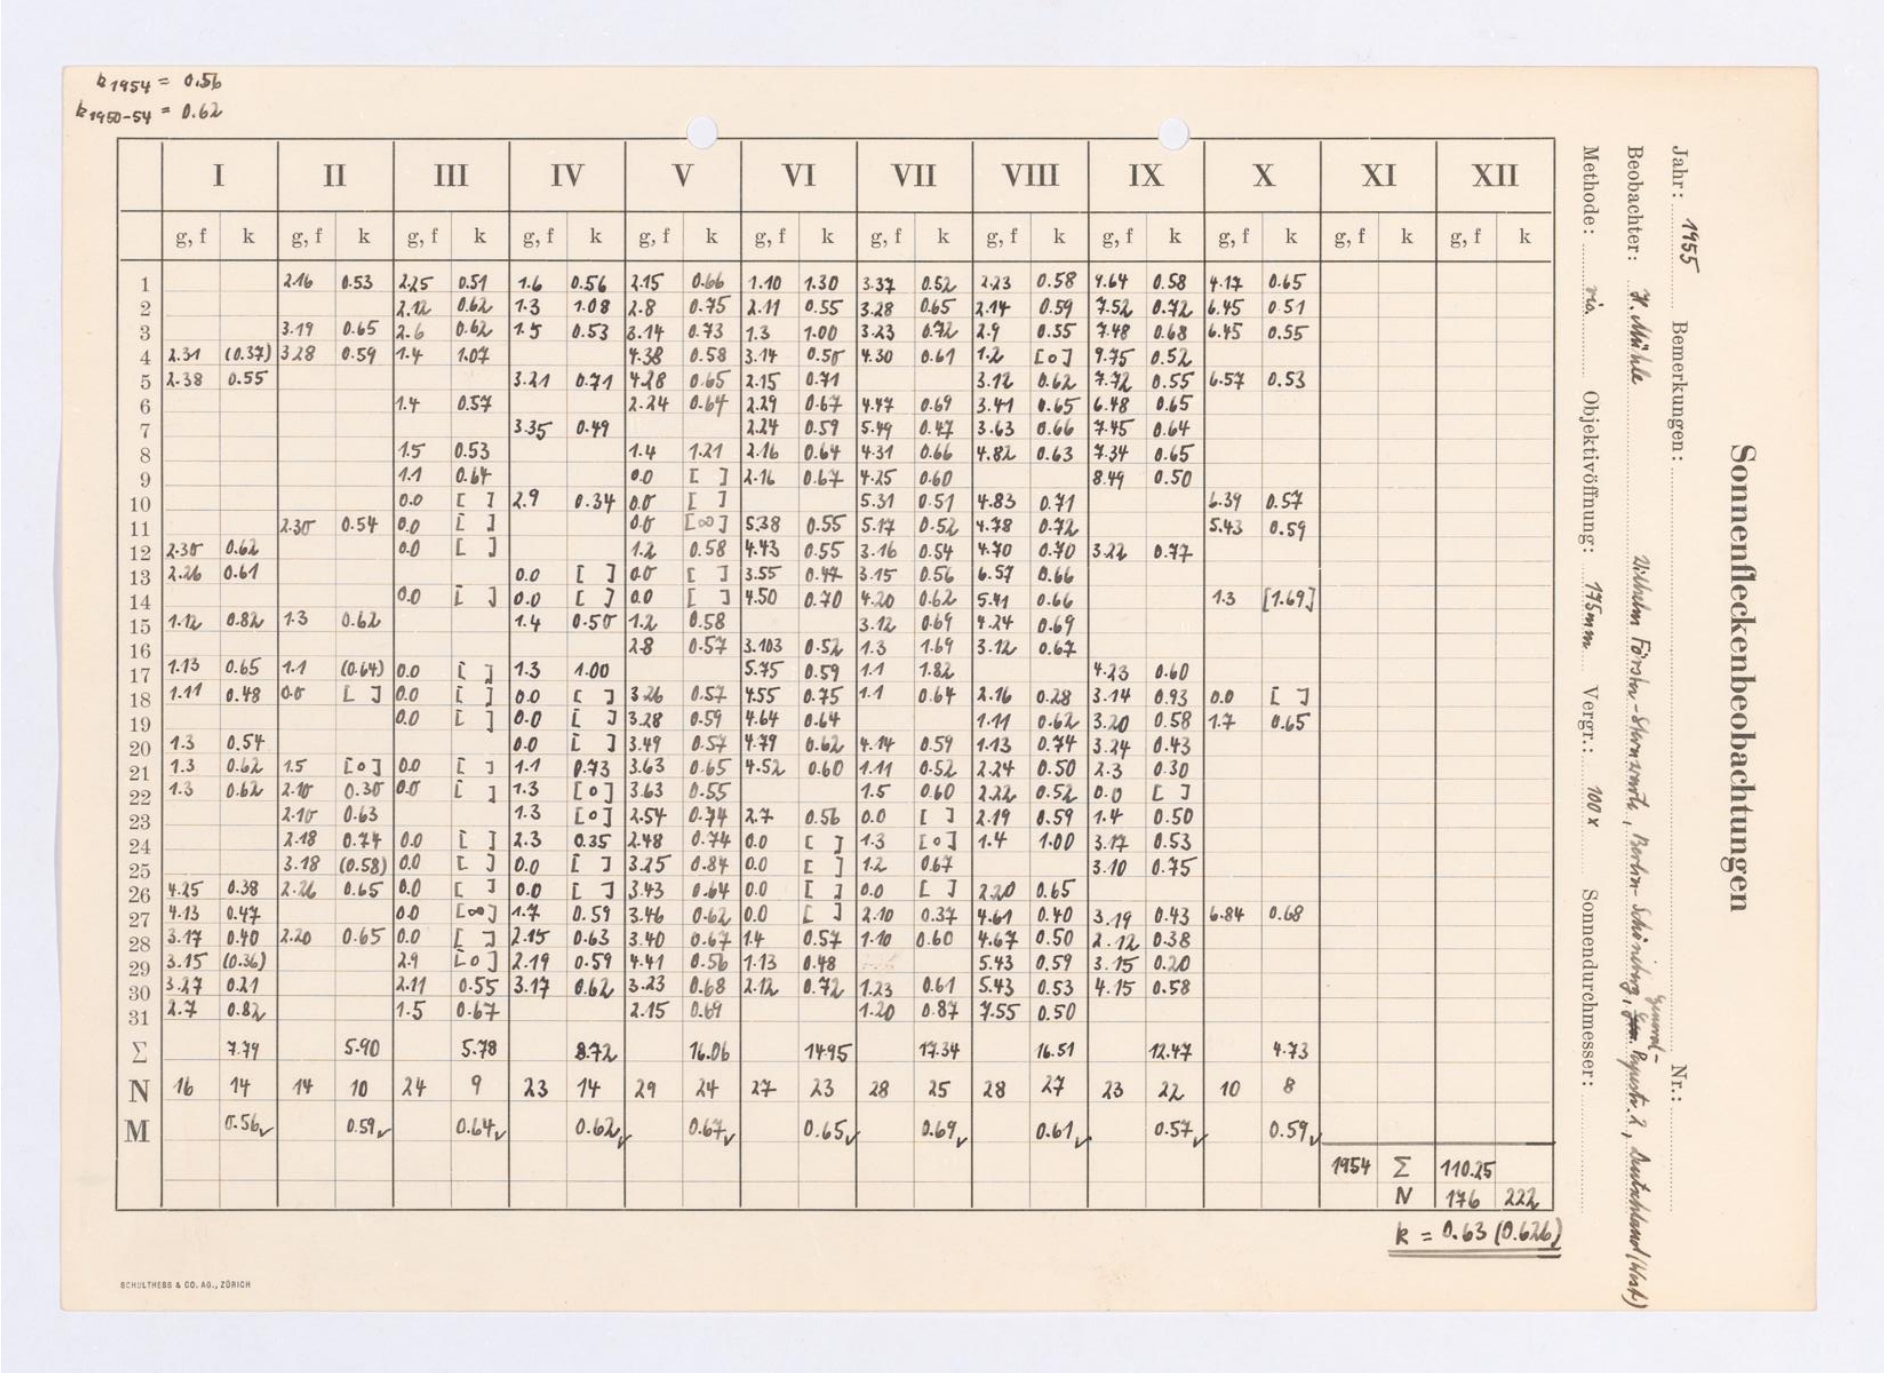 k 1954 = 0.56
k 1950-54 = 0.62
I II III IV V VI VII VIII IX X XI XII
g, f k g, f k g, f k g, f k g, f k g, f k g, f k g, f k g, f k g, f k g, f k g, f k
1 2.16 0.53 2.25 0.51 1.6 0.56 2.15 0.66 1.10 1.30 3.37 0.52 2.23 0.58 9.64 0.58 4.17 0.65
2 2.12 0.62 1.3 1.08 2.8 0.75 2.11 0.55 3.28 0.65 2.14 0.59 7.52 0.72 6.45 0.51
3 3.19 0.65 2.6 0.62 1.5 0.53 3.14 0.73 1.3 1.00 3.23 0.72 2.9 0.55 7.48 0.68 6.45 0.55
4 2.31 (0.37) 3.28 0.59 1.4 1.07 4.38 0.58 3.14 0.50 4.30 0.61 1.2 [0] 9.75 0.52
5 2.38 0.55 3.21 0.71 4.28 0.65 2.15 0.71 3.12 0.62 7.72 0.55 6.57 0.53
6 1.4 0.57 2.24 0.64 2.29 0.67 4.47 0.69 3.41 0.65 6.48 0.65
7 3.35 0.49 2.24 0.59 5.49 0.47 3.63 0.66 7.45 0.64
8 1.5 0.53 1.4 1.21 2.16 0.64 4.31 0.66 4.82 0.63 7.34 0.65
9 1.1 0.64 0.0 [ ] 2.16 0.67 4.25 0.60 8.49 0.50
10 0.0 [ ] 2.9 0.34 0.0 [ ] 5.31 0.51 4.83 0.71 6.39 0.57
11 2.30 0.54 0.0 [ ] 0.0 [∞] 5.38 0.55 5.17 0.52 4.78 0.72 5.43 0.59
12 2.30 0.62 0.0 [ ] 1.2 0.58 4.43 0.55 3.16 0.54 4.70 0.70 3.22 0.77
13 2.26 0.61 0.0 [ ] 0.0 [ ] 3.55 0.47 3.15 0.56 6.57 0.66
14 0.0 [ ] 0.0 [ ] 0.0 [ ] 4.50 0.70 4.20 0.62 5.41 0.66 1.3 [1.69]
15 1.12 0.82 1.3 0.62 1.4 0.50 1.2 0.58 3.12 0.69 4.24 0.69
16 2.8 0.57 3.103 0.52 1.3 1.69 3.12 0.67
17 1.13 0.65 1.1 (0.64) 0.0 [ ] 1.3 1.00 5.75 0.59 1.1 1.82 4.23 0.60
18 1.11 0.48 0.0 [ ] 0.0 [ ] 0.0 [ ] 3.26 0.57 4.55 0.75 1.1 0.64 2.16 0.28 3.14 0.93 0.0 [ ]
19 0.0 [ ] 0.0 [ ] 3.28 0.59 4.64 0.64 1.11 0.62 3.20 0.58 1.7 0.65
20 1.3 0.54 0.0 [ ] 3.49 0.57 4.79 0.62 4.14 0.59 1.13 0.74 3.24 0.43
21 1.3 0.62 1.5 [0] 0.0 [ ] 1.1 0.73 3.63 0.65 4.52 0.60 1.11 0.52 2.24 0.50 2.3 0.30
22 1.3 0.62 2.10 0.30 0.0 [ ] 1.3 [0] 3.63 0.55 1.5 0.60 2.22 0.52 0.0 [ ]
23 2.10 0.63 1.3 [0] 2.54 0.74 2.7 0.56 0.0 [ ] 2.19 0.59 1.4 0.50
24 2.18 0.74 0.0 [ ] 2.3 0.35 2.48 0.74 0.0 [ ] 1.3 [0] 1.4 1.00 3.17 0.53
25 3.18 (0.58) 0.0 [ ] 0.0 [ ] 3.25 0.84 0.0 [ ] 1.2 0.67 3.10 0.75
26 4.25 0.38 2.26 0.65 0.0 [ ] 0.0 [ ] 3.43 0.64 0.0 [ ] 0.0 [ ] 2.20 0.65
27 4.13 0.47 0.0 [∞] 1.7 0.59 3.46 0.62 0.0 [ ] 2.10 0.37 4.61 0.40 3.19 0.43 6.84 0.68
28 3.17 0.40 2.20 0.65 0.0 [ ] 2.15 0.63 3.40 0.67 1.4 0.57 1.10 0.60 4.67 0.50 2.12 0.38
29 3.15 (0.36) 2.9 [0] 2.19 0.59 4.41 0.56 1.13 0.48 5.43 0.59 3.15 0.20
30 3.27 0.21 2.11 0.55 3.17 0.62 3.23 0.68 2.12 0.72 1.23 0.61 5.43 0.53 4.15 0.58
31 2.7 0.82 1.5 0.67 2.15 0.69 1.20 0.87 7.55 0.50
Σ 7.79 5.90 5.78 8.72 16.06 14.95 17.34 16.51 12.47 4.73
N 16 14 14 10 24 9 23 14 29 24 27 23 28 25 28 27 23 22 10 8
M 0.56✓ 0.59✓ 0.64✓ 0.62✓ 0.67✓ 0.65✓ 0.69✓ 0.61✓ 0.57✓ 0.59✓
1954 Σ 110.25
N 176 222
k = 0.63 (0.626)
SCHULTHESS & CO. AG., ZÜRICH
Sonnenfleckenbeobachtungen
Jahr: 1955 Bemerkungen: Nr.:
Beobachter: H. Mühle Wilhelm Förster-Sternwarte, Berlin-Schöneberg, General- Papestr. 2, Deutschland (West)
Methode: vis. Objektivöffnung: 175mm Vergr.: 100 x Sonnendurchmesser: